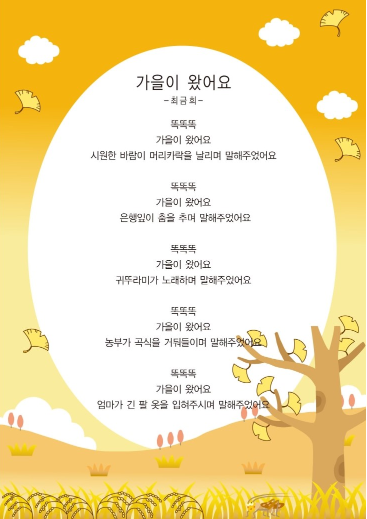 가을이 왔어요
-최금희-
똑똑똑
가을이 왔어요
시원한 바람이 머리카락을 날리며 말해주었어요
똑똑똑
가을이 왔어요
은행잎이 춤을 추며 말해주었어요
똑똑똑
가을이 왔어요
귀뚜라미가 노래하며 말해주었어요
똑똑똑
가을이 왔어요
농부가 곡식을 거둬들이며 말해주었어요
똑똑똑
가을이 왔어요
엄마가 긴 팔 옷을 입혀주시며 말해주었어요